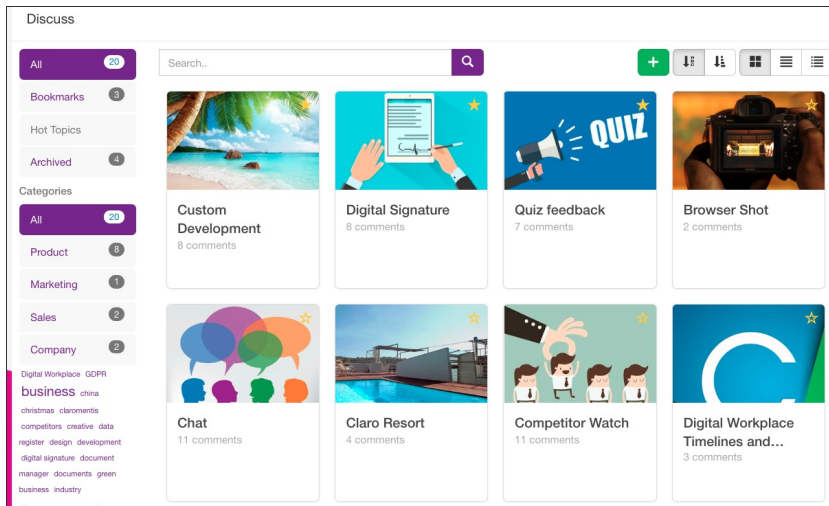 Discuss
All 20
Bookmarks 3
Hot Topics
Archived 4
Categories
All 20
Product 8
Marketing 1
Sales 2
Company 2
Digital Workplace GDPR
business china
christmas claromentis
competitors creative data
register design development
digital signature document
manager documents green
business industry
Search..
QUIZ
Custom
Development
8 comments
Digital Signature
8 comments
Quiz feedback
7 comments
Browser Shot
2 comments
Chat
11 comments
Claro Resort
4 comments
Competitor Watch
11 comments
Digital Workplace
Timelines and...
3 comments